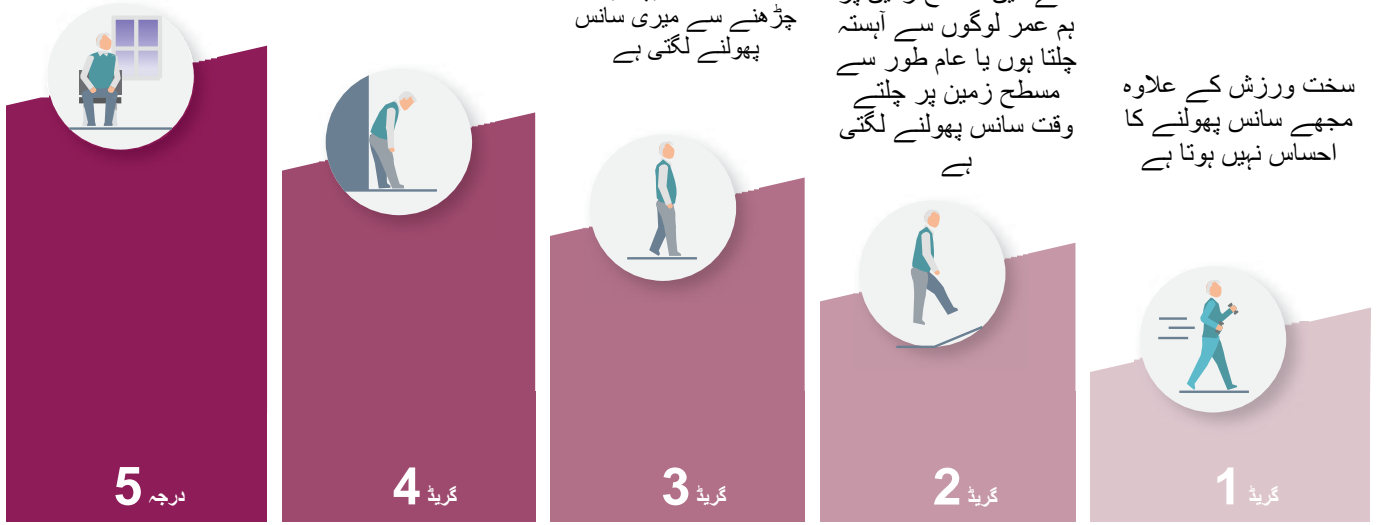 سخت ورزش کے علاوہ
مجھے سانس پھولنے کا
احساس نہیں ہوتا ہے
گریڈ 1
ہم عمر لوگوں سے آہستہ
چلتا ہوں یا عام طور سے
مسطح زمین پر چلتے
وقت سانس پھولنے لگتی
ہے
گریڈ 2
چڑھنے سے میری سانس
پھولنے لگتی ہے
گریڈ 3
گریڈ 4
درجہ 5